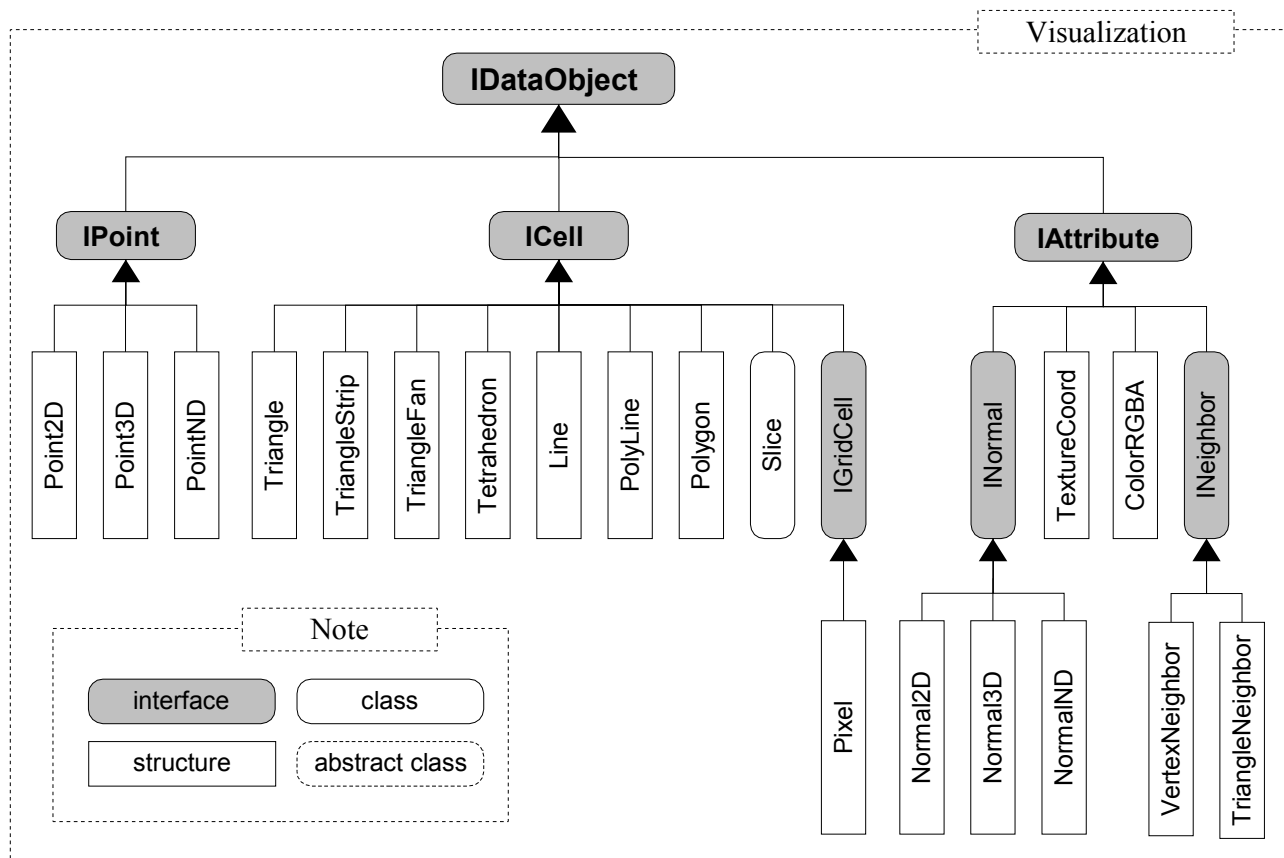 Visualization
IDataObject
IPoint
ICell
IAttribute
Point2D
Point3D
PointND
Triangle
TriangleStrip
TriangleFan
Tetrahedron
Line
PolyLine
Polygon
Slice
IGridCell
INormal
TextureCoord
ColorRGBA
INeighbor
Pixel
Normal2D
Normal3D
NormalND
VertexNeighbor
TriangleNeighbor
Note
interface
class
structure
abstract class